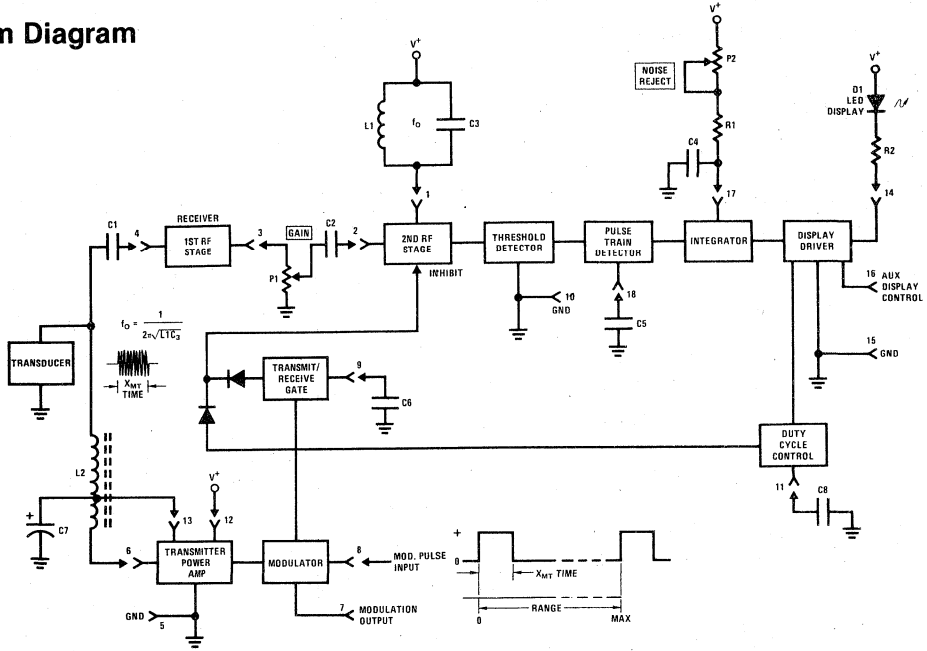 m Diagram
V+
P2
NOISE
REJECT
V+
D1
LED
DISPLAY
V+
L1
fO
C3
R1
R2
C4
1
17
14
RECEIVER
C1
4
1ST RF
STAGE
3
GAIN
C2
2
2ND RF
STAGE
THRESHOLD
DETECTOR
PULSE
TRAIN
DETECTOR
INTEGRATOR
DISPLAY
DRIVER
P1
INHIBIT
10
GND
18
C5
16 AUX
DISPLAY
CONTROL
fO = 1
2π√L1C3
TRANSDUCER
XMT
TIME
TRANSMIT/
RECEIVE
GATE
9
C6
15
GND
DUTY
CYCLE
CONTROL
11
C8
L2
V+
+
C7
13
12
6
TRANSMITTER
POWER
AMP
MODULATOR
8
MOD. PULSE
INPUT
+
0
XMT TIME
RANGE
0
MAX
7
MODULATION
OUTPUT
GND
5